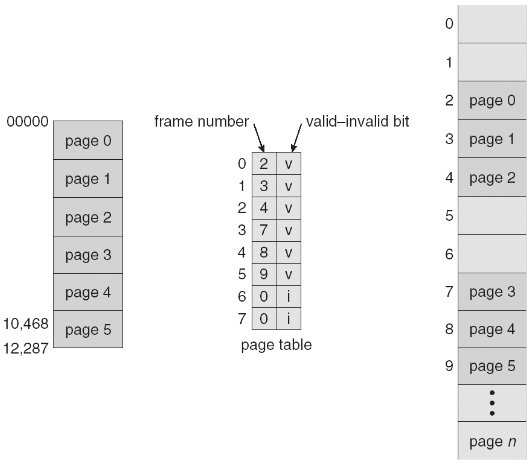 00000
page 0
page 1
page 2
page 3
page 4
10,468
page 5
12,287
frame number
valid–invalid bit
0 2 v
1 3 v
2 4 v
3 7 v
4 8 v
5 9 v
6 0 i
7 0 i
page table
0
1
2 page 0
3 page 1
4 page 2
5
6
7 page 3
8 page 4
9 page 5
page n